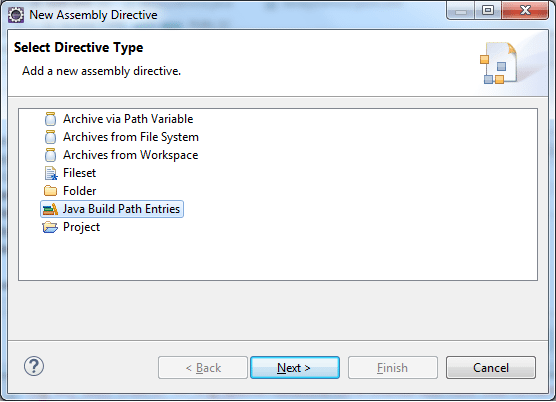 New Assembly Directive
Select Directive Type
Add a new assembly directive.
Archive via Path Variable
Archives from File System
Archives from Workspace
Fileset
Folder
Java Build Path Entries
Project
?
< Back
Next >
Finish
Cancel